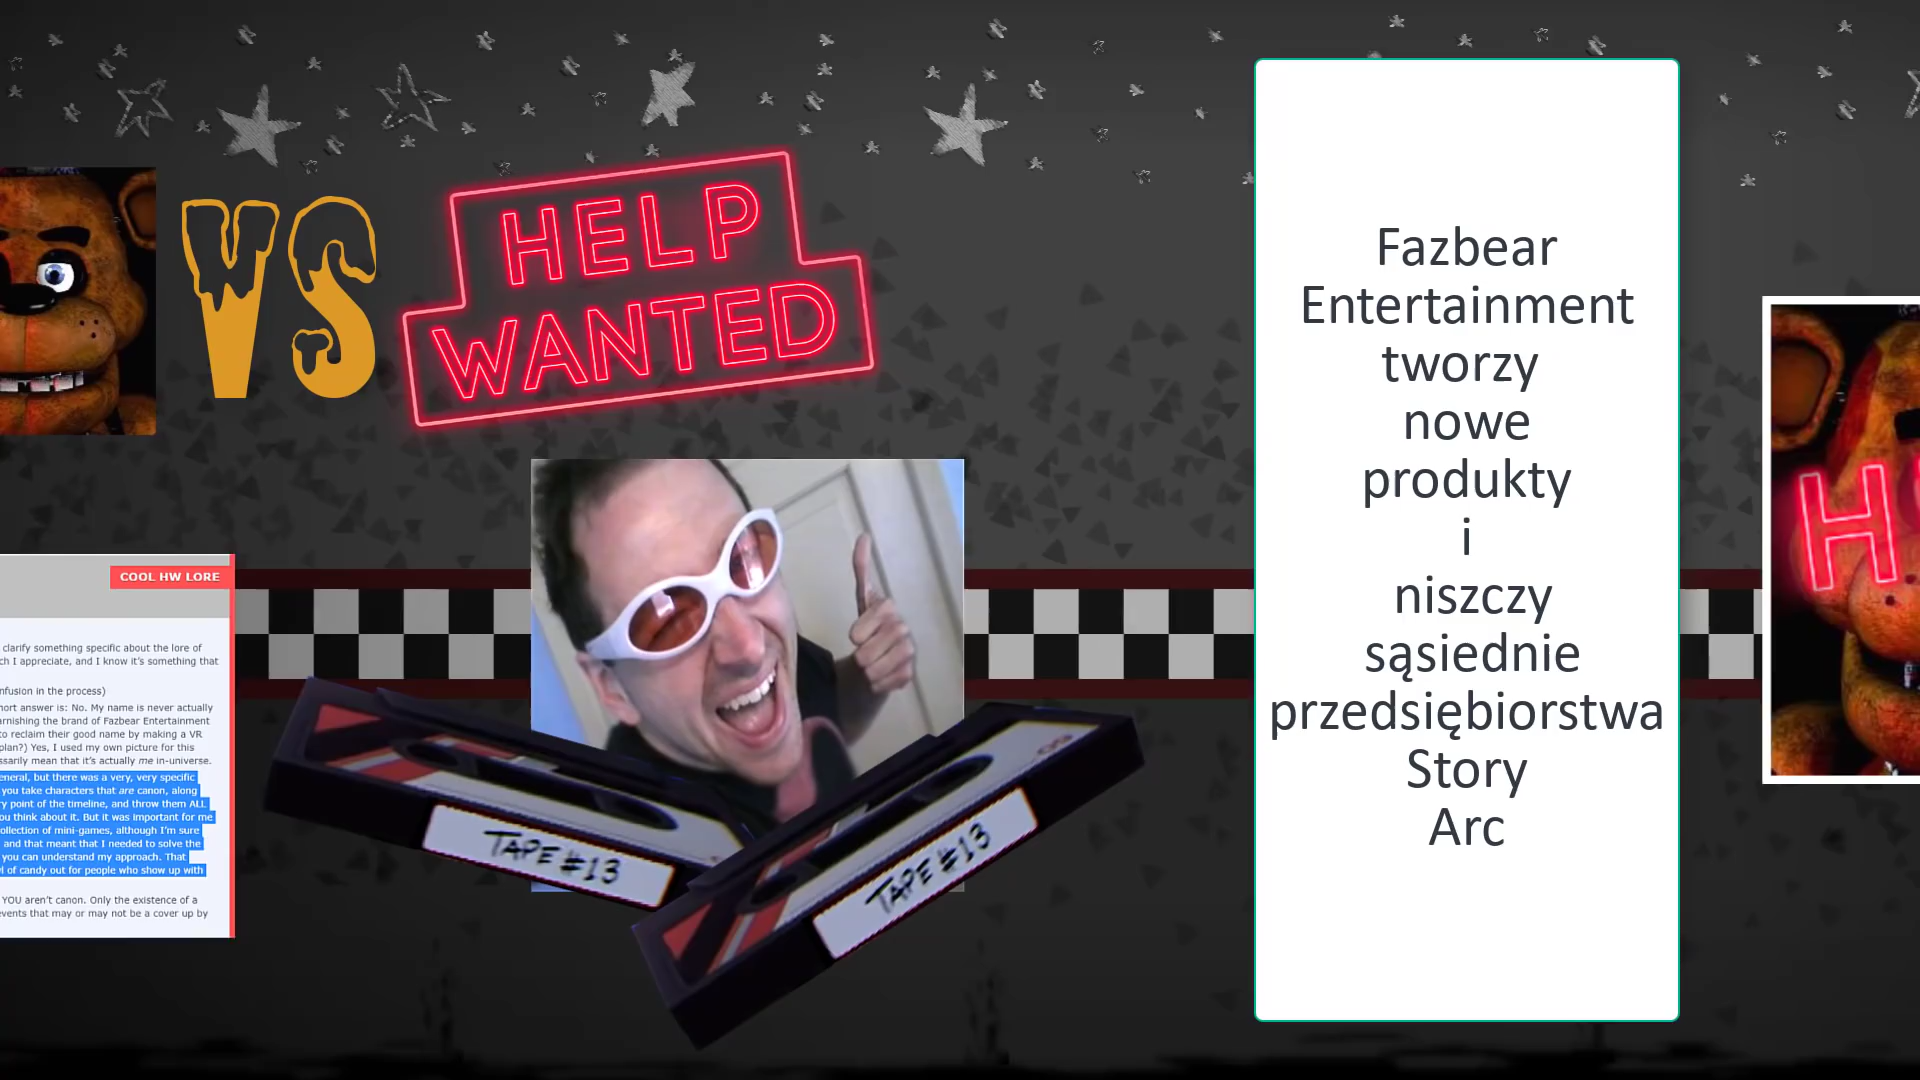 VS
HELP
WANTED
Fazbear
Entertainment
tworzy
nowe
produkty
i
niszczy
sąsiednie
przedsiębiorstwa
Story
Arc
H
COOL HW LORE
clarify something specific about the lore of
ch I appreciate, and I know it's something that
nfusion in the process)
hort answer is: No. My name is never actually
arnishing the brand of Fazbear Entertainment
to reclaim their good name by making a VR
plan?) Yes, I used my own picture for this
ssarily mean that it's actually me in-universe.
eneral, but there was a very, very specific
you take characters that are canon, along
ry point of the timeline, and throw them ALL
ou think about it. But it was important for me
ollection of mini-games, although I'm sure
and that meant that I needed to solve the
you can understand my approach. That
l of candy out for people who show up with
YOU aren't canon. Only the existence of a
events that may or may not be a cover up by
TAPE #13
TAPE #13